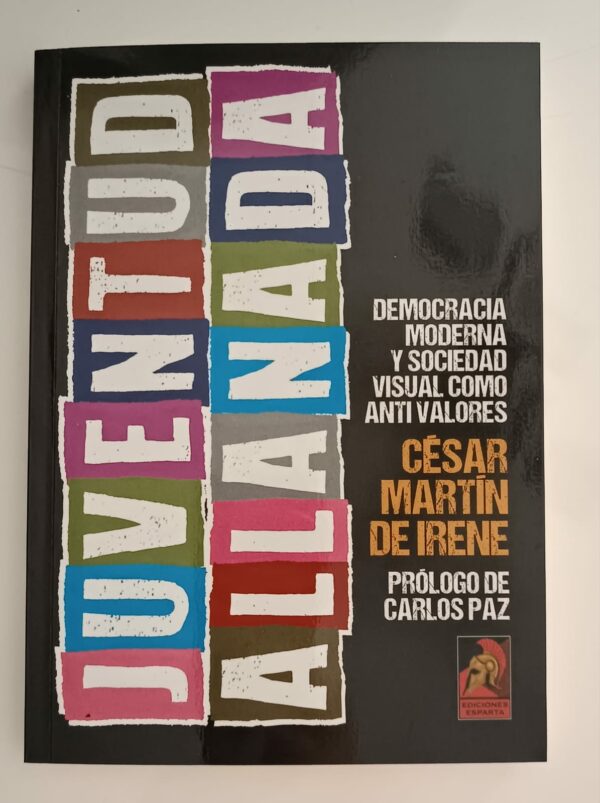 JUVENTUD
ALLANADA
DEMOCRACIA
MODERNA
Y SOCIEDAD
VISUAL COMO
ANTI VALORES
CÉSAR
MARTÍN
DE IRENE
PRÓLOGO DE
CARLOS PAZ
EDICIONES
ESPARTA